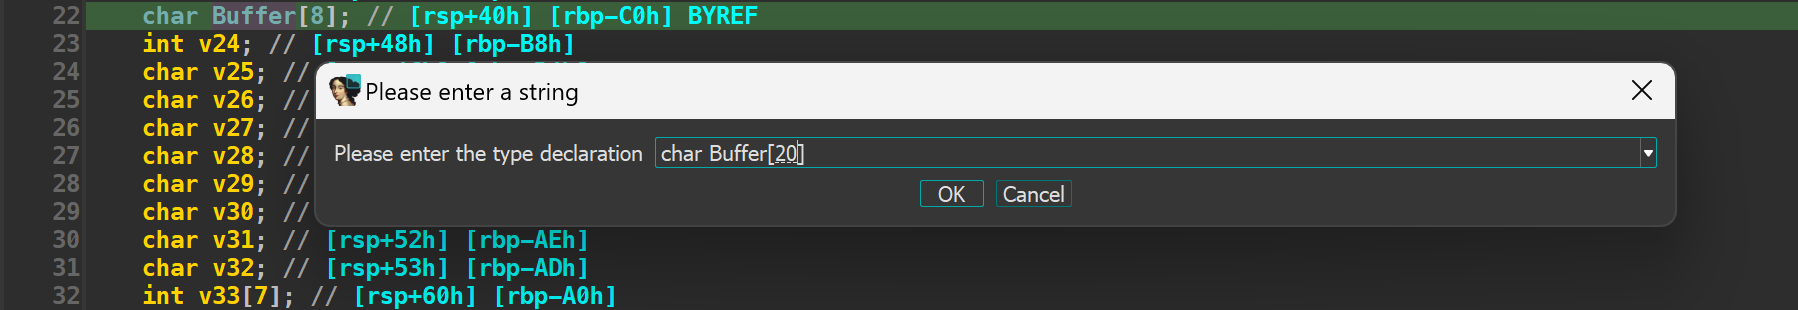 22 char Buffer[8]; // [rsp+40h] [rbp-C0h] BYREF
23 int v24; // [rsp+48h] [rbp-B8h]
24 char v25; //
25 char v26; //
26 char v27; //
27 char v28; //
28 char v29; //
29 char v30; //
30 char v31; // [rsp+52h] [rbp-AEh]
31 char v32; // [rsp+53h] [rbp-ADh]
32 int v33[7]; // [rsp+60h] [rbp-A0h]
Please enter a string
Please enter the type declaration char Buffer[20]
OK Cancel